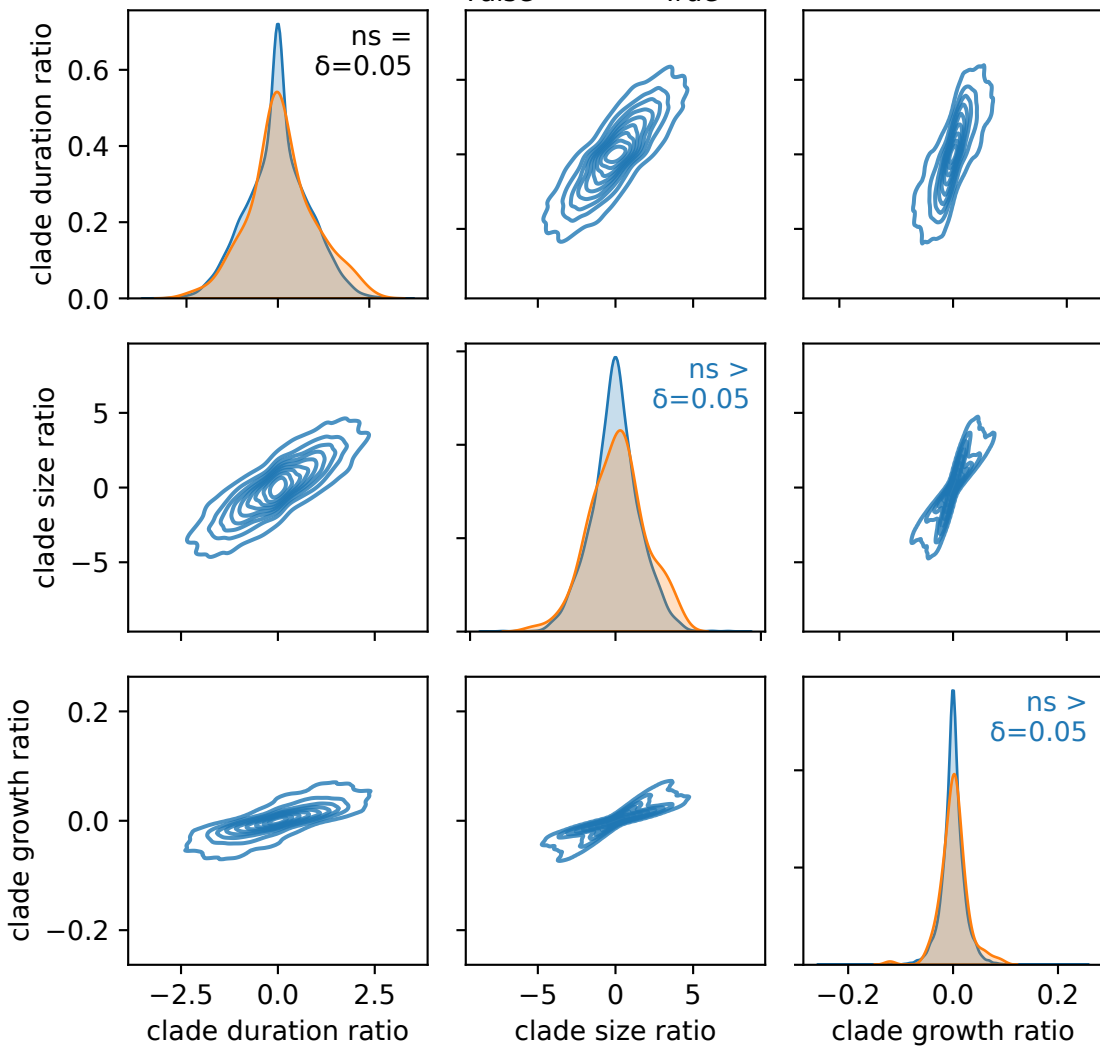 clade duration ratio
0.6
0.4
0.2
0.0
ns =
δ=0.05
clade size ratio
5
0
−5
ns >
δ=0.05
clade growth ratio
0.2
0.0
−0.2
ns >
δ=0.05
−2.5 0.0 2.5
−5 0 5
−0.2 0.0 0.2
clade duration ratio
clade size ratio
clade growth ratio